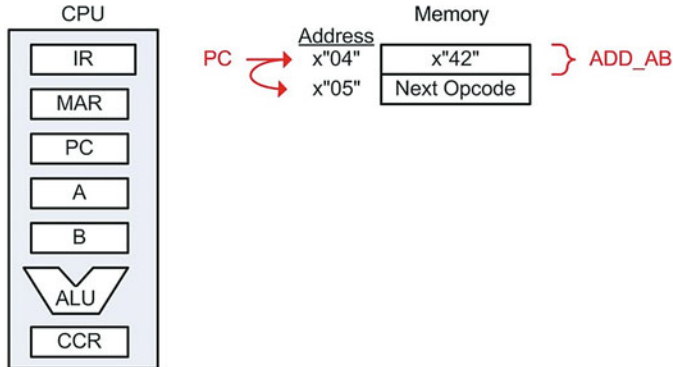 CPU
IR
MAR
PC
A
B
ALU
CCR
Memory
Address
PC x"04" x"42" ADD_AB
x"05" Next Opcode